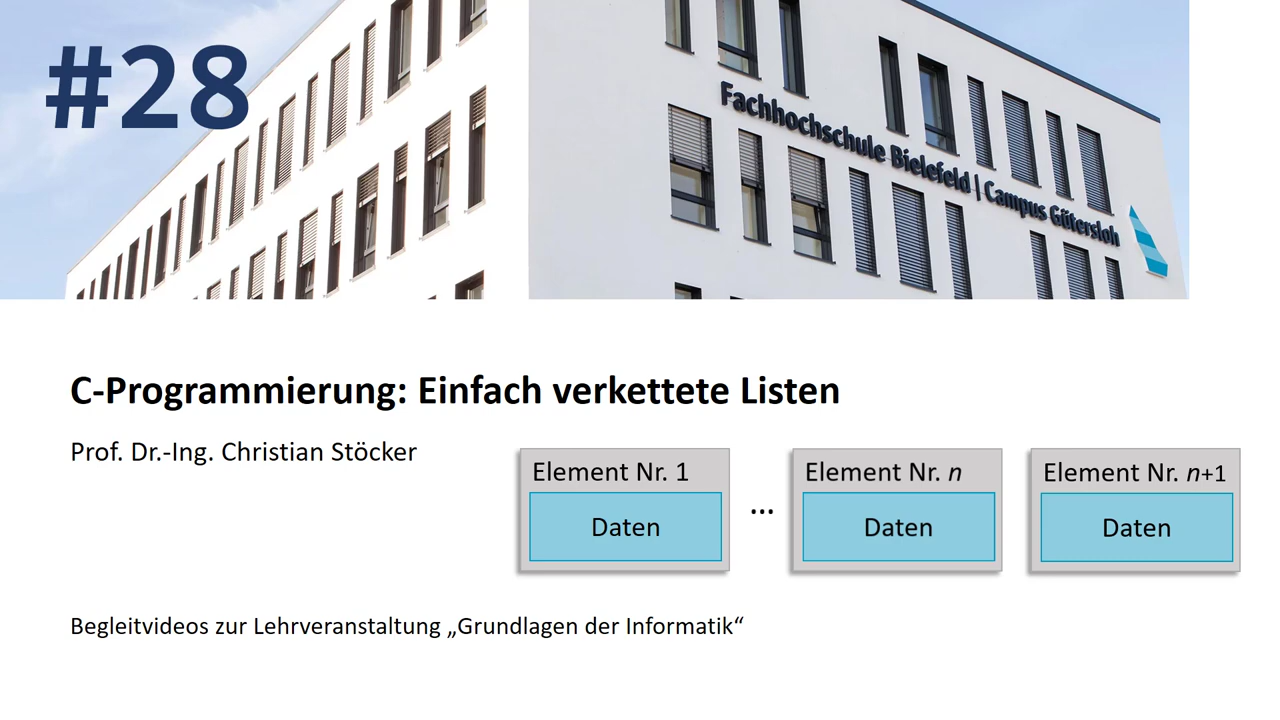 #28
Fachhochschule Bielefeld | Campus Gütersloh
C-Programmierung: Einfach verkettete Listen
Prof. Dr.-Ing. Christian Stöcker
Element Nr. 1
Daten
...
Element Nr. n
Daten
Element Nr. n+1
Daten
Begleitvideos zur Lehrveranstaltung „Grundlagen der Informatik“